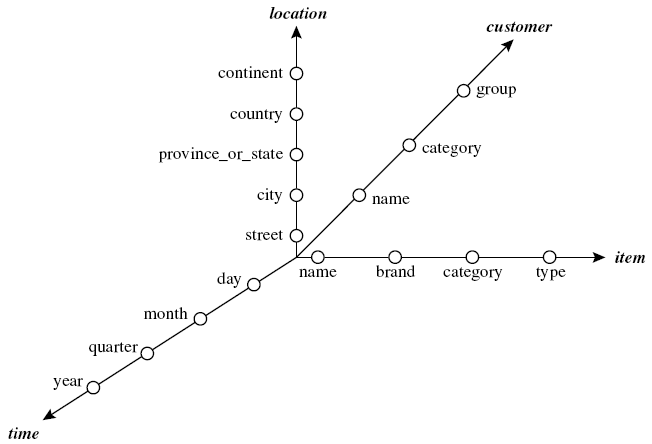 location
customer
continent
group
country
category
province_or_state
city
name
street
item
name
brand
category
type
day
month
quarter
year
time